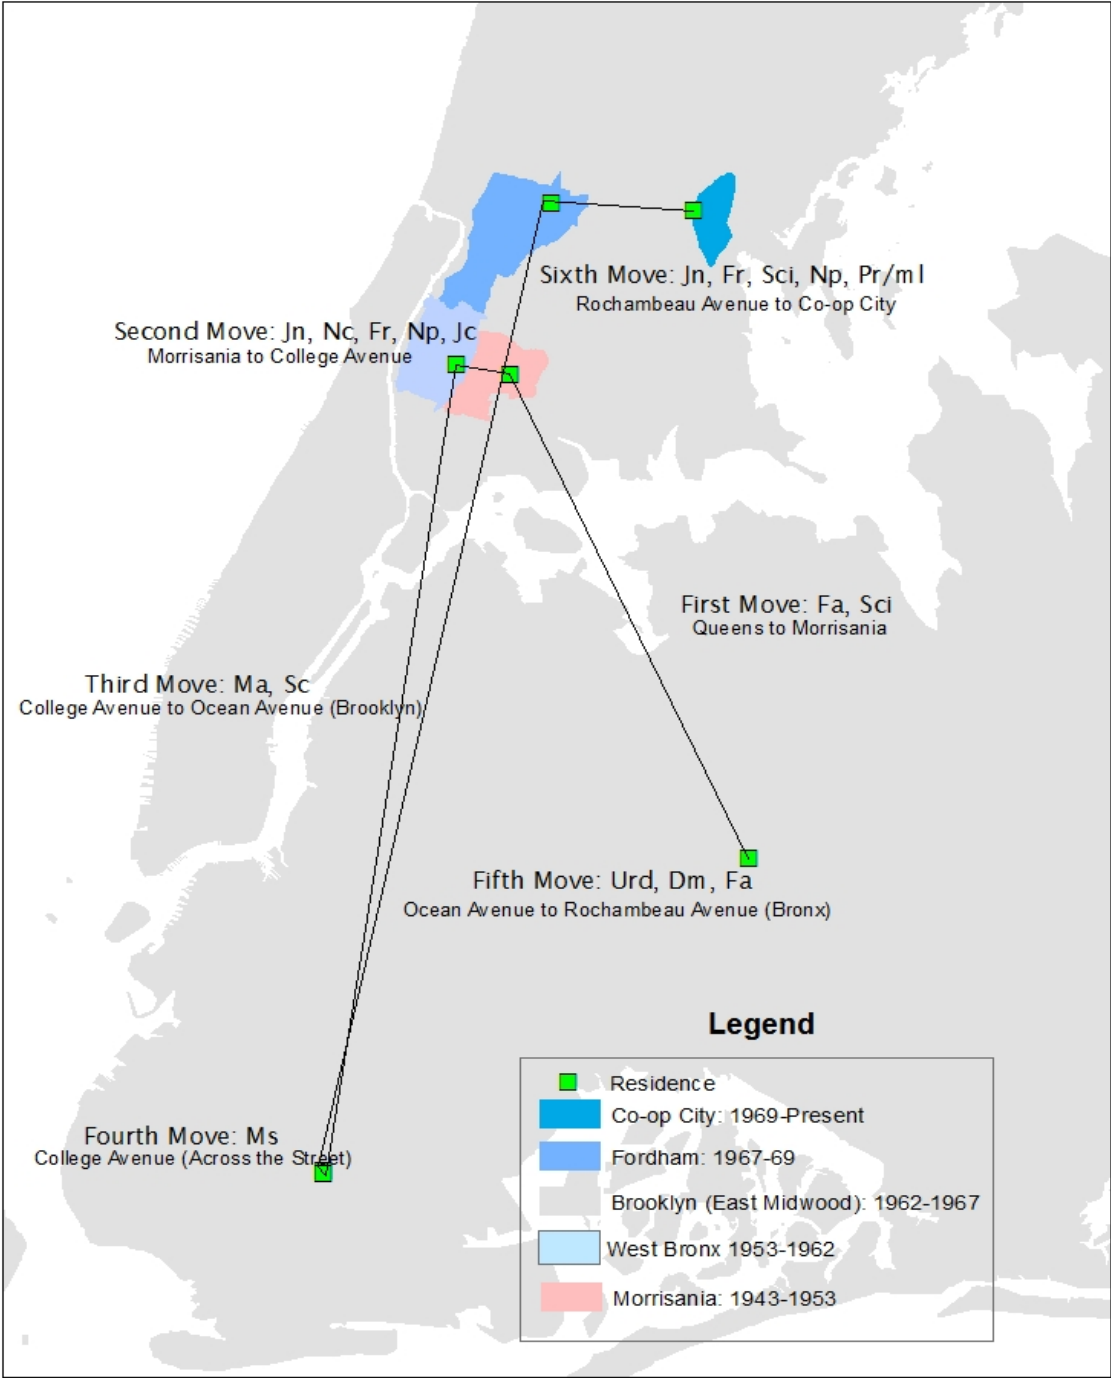 Sixth Move: Jn, Fr, Sci, Np, Pr/ml
Rochambeau Avenue to Co-op City
Second Move: Jn, Nc, Fr, Np, Jc
Morrisania to College Avenue
First Move: Fa, Sci
Queens to Morrisania
Third Move: Ma, Sc
College Avenue to Ocean Avenue (Brooklyn)
Fifth Move: Urd, Dm, Fa
Ocean Avenue to Rochambeau Avenue (Bronx)
Fourth Move: Ms
College Avenue (Across the Street)
Legend
Residence
Co-op City: 1969-Present
Fordham: 1967-69
Brooklyn (East Midwood): 1962-1967
West Bronx 1953-1962
Morrisania: 1943-1953